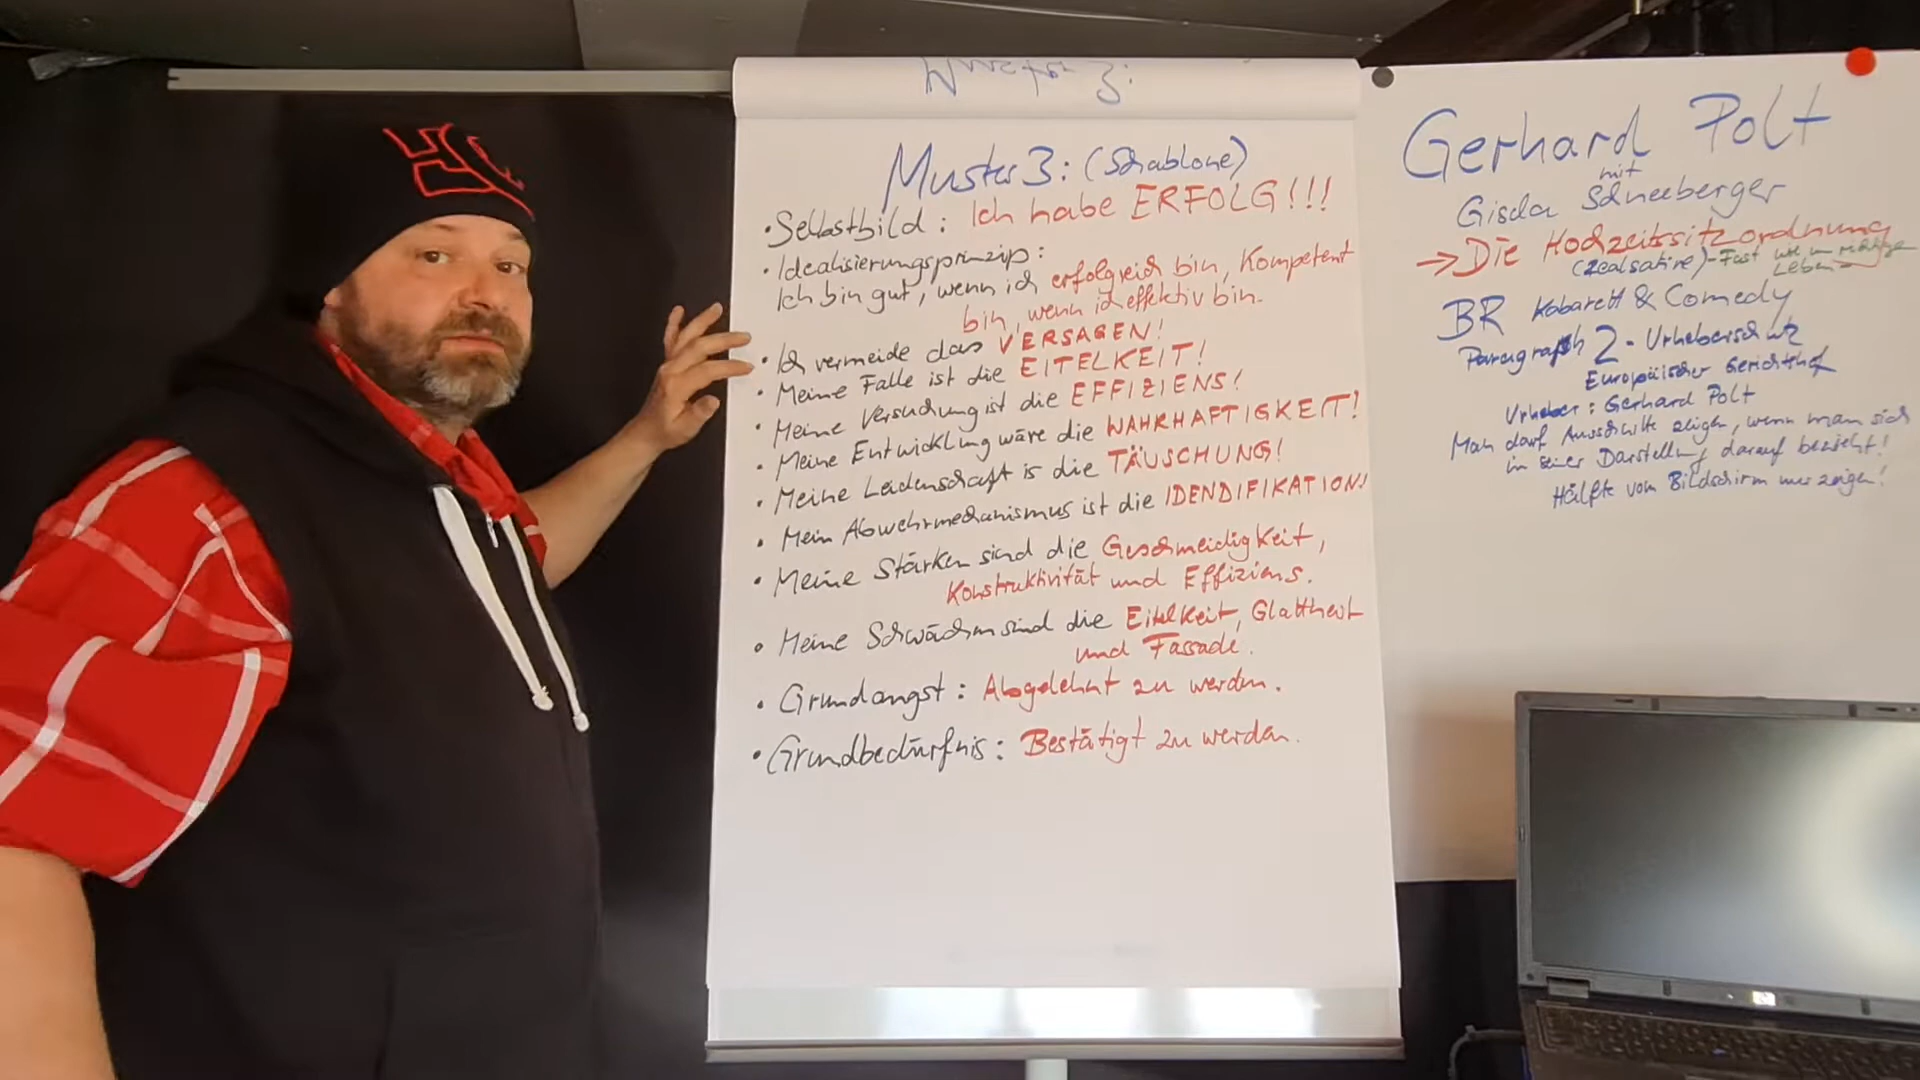 Muster 3: (Schablone)
• Selbstbild: Ich habe ERFOLG!!!
• Idealisierungsprinzip:
Ich bin gut, wenn ich erfolgreich bin, Kompetent
bin, wenn ich effektiv bin.
• Ich vermeide das VERSAGEN!
• Meine Falle ist die EITELKEIT!
• Meine Versuchung ist die EFFIZIENS!
• Meine Entwicklung wäre die WAHRHAFTIGKEIT!
• Meine Leidenschaft is die TÄUSCHUNG!
• Mein Abwehrmechanismus ist die IDENDIFIKATION!
• Meine Stärken sind die Geschmeidigkeit,
Konstruktivität und Effiziens.
• Meine Schwächen sind die Eitelkeit, Glattheit
und Fassade.
• Grundangst: Abgelehnt zu werden.
• Grundbedürfnis: Bestätigt zu werden.
Gerhard Polt
mit
Gisela Schneeberger
→ Die Hochzeitssitzordnung
(Realsatire) - Fast wie im richtigen
Leben
BR Kabarett & Comedy
Paragraph 2 - Urheberschutz
Europäischer Gerichtshof
Urheber: Gerhard Polt
Man darf Ausschnitte zeigen, wenn man sich
in seiner Darstellung darauf bezieht!
Hälfte vom Bildschirm nur zeigen!